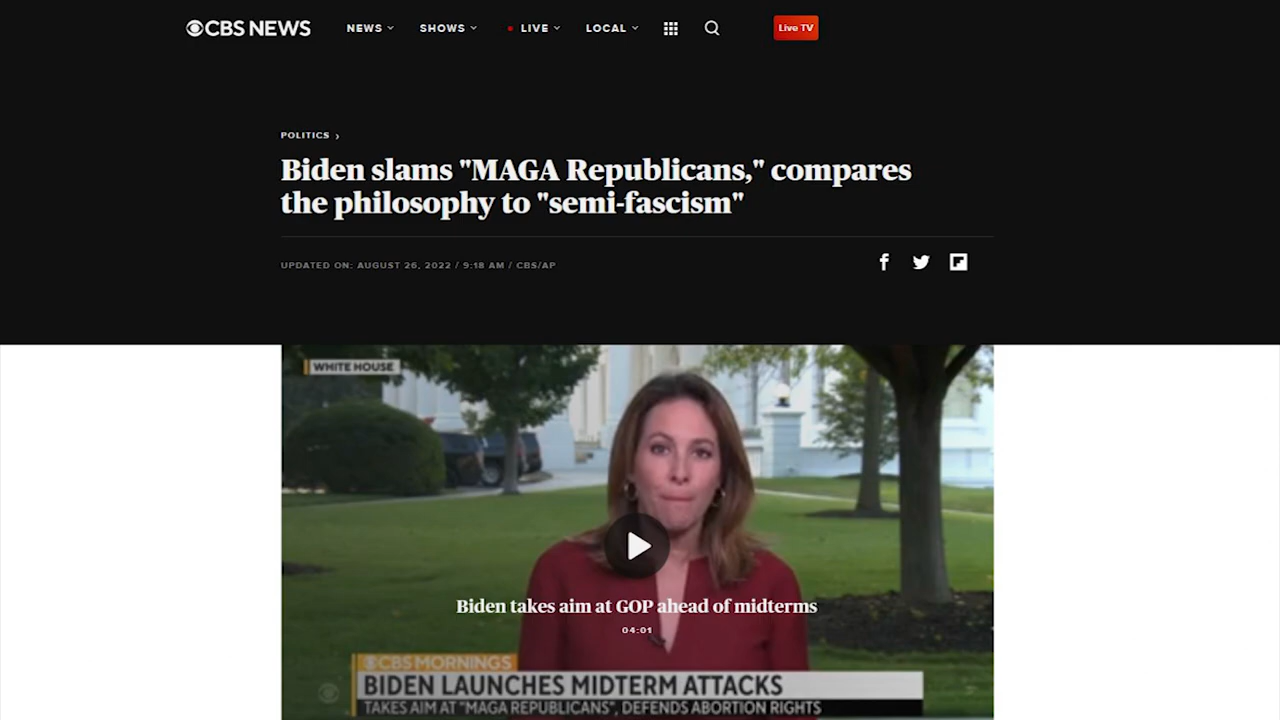 CBS NEWS
NEWS
SHOWS
LIVE
LOCAL
Live TV
POLITICS
Biden slams "MAGA Republicans," compares
the philosophy to "semi-fascism"
UPDATED ON: AUGUST 26, 2022 / 9:18 AM / CBS/AP
WHITE HOUSE
Biden takes aim at GOP ahead of midterms
04:01
CBS MORNINGS
BIDEN LAUNCHES MIDTERM ATTACKS
TAKES AIM AT "MAGA REPUBLICANS", DEFENDS ABORTION RIGHTS